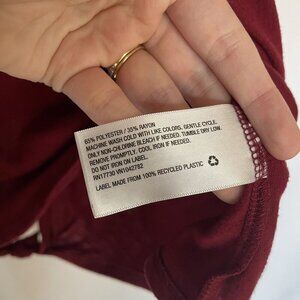 65% POLYESTER / 35% RAYON
MACHINE WASH COLD WITH LIKE COLORS. GENTLE CYCLE.
ONLY NON-CHLORINE BLEACH IF NEEDED. TUMBLE DRY LOW.
REMOVE PROMPTLY. COOL IRON IF NEEDED.
DO NOT IRON ON LABEL.
RN17730 VN1042782
LABEL MADE FROM 100% RECYCLED PLASTIC